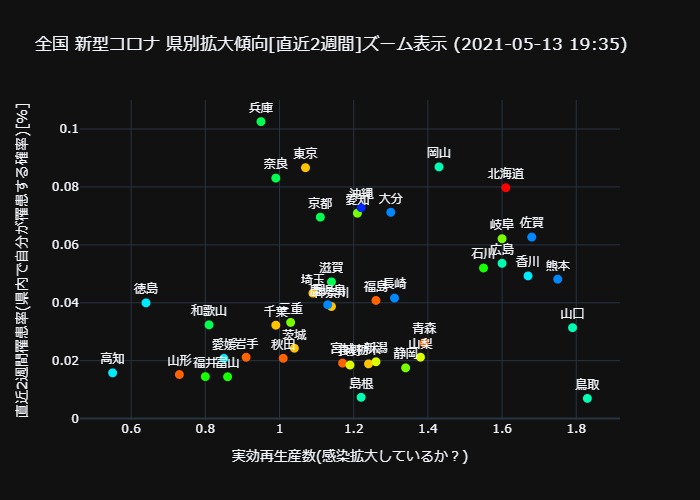 全国 新型コロナ 県別拡大傾向[直近2週間]ズーム表示 (2021-05-13 19:35)
直近2週間罹患率(県内で自分が罹患する確率)[%]
0.1
0.08
0.06
0.04
0.02
0
兵庫
東京
奈良
岡山
北海道
京都
沖縄
愛知
大分
岐阜
佐賀
石川
広島
滋賀
香川
熊本
埼玉
福島
長崎
徳島
和歌山
千葉
三重
山口
茨城
青森
愛媛
岩手
秋田
新潟
山梨
静岡
高知
山形
福井
富山
島根
鳥取
0.6
0.8
1
1.2
1.4
1.6
1.8
実効再生産数(感染拡大しているか？)